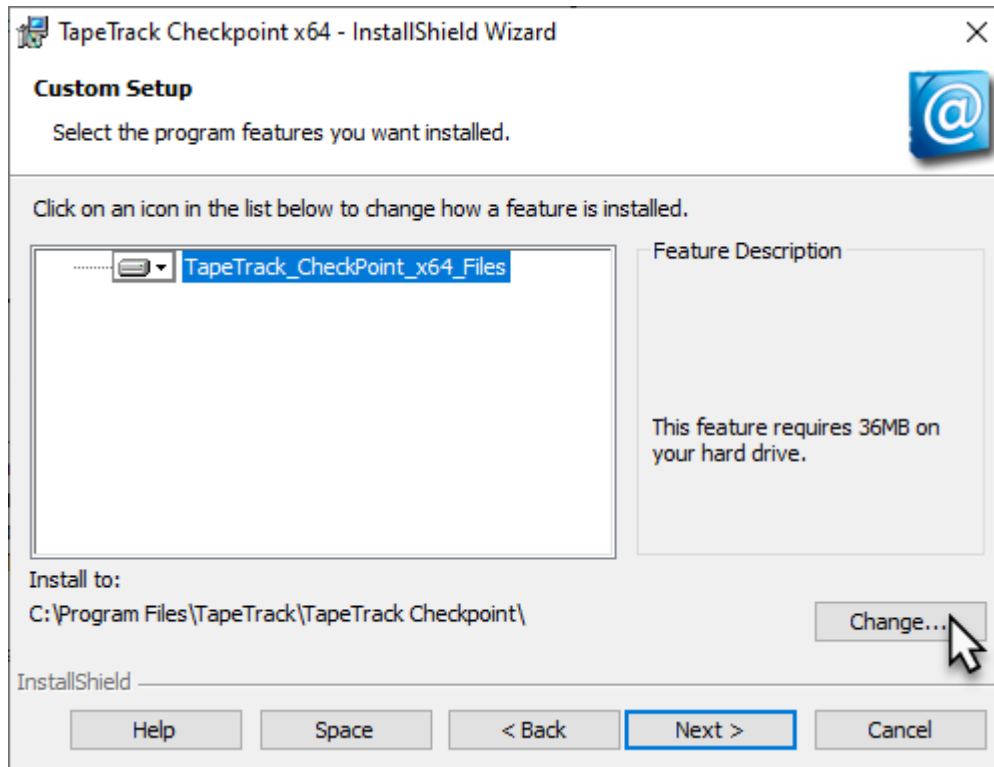 TapeTrack Checkpoint x64 - InstallShield Wizard
Custom Setup
Select the program features you want installed.
@
Click on an icon in the list below to change how a feature is installed.
TapeTrack_CheckPoint_x64_Files
Feature Description
This feature requires 36MB on
your hard drive.
Install to:
C:\Program Files\TapeTrack\TapeTrack Checkpoint\
Change...
InstallShield
Help
Space
< Back
Next >
Cancel